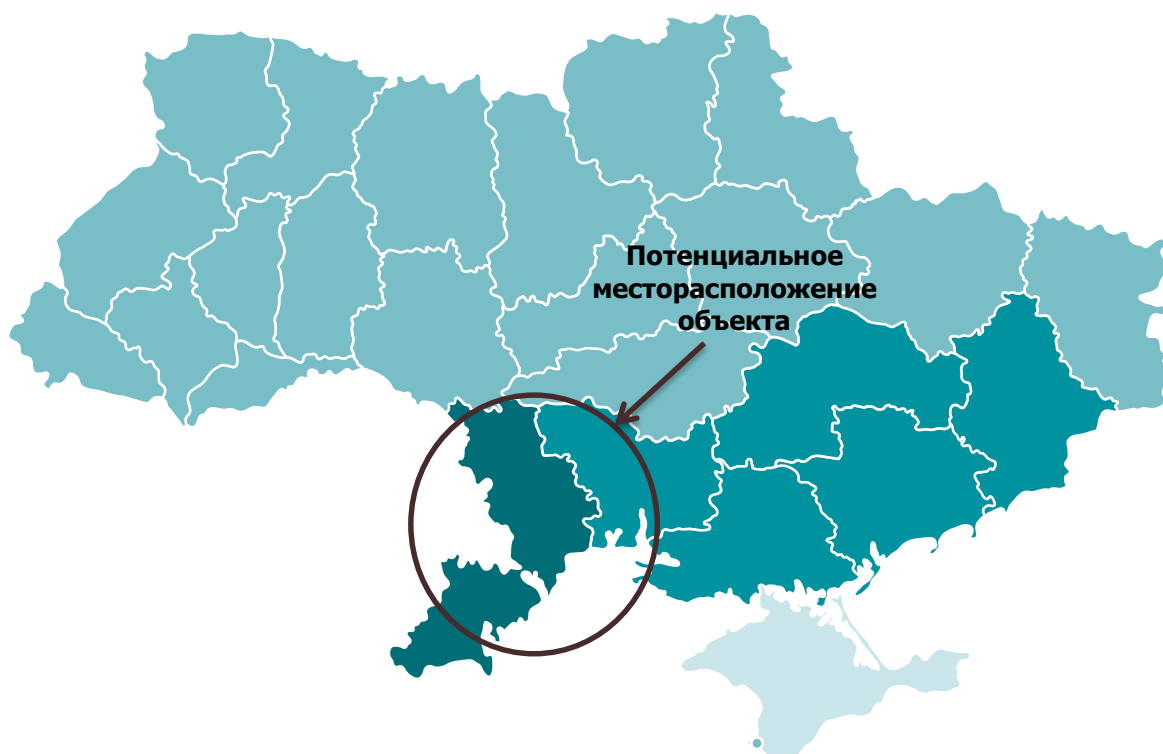 Потенциальное
месторасположение
объекта